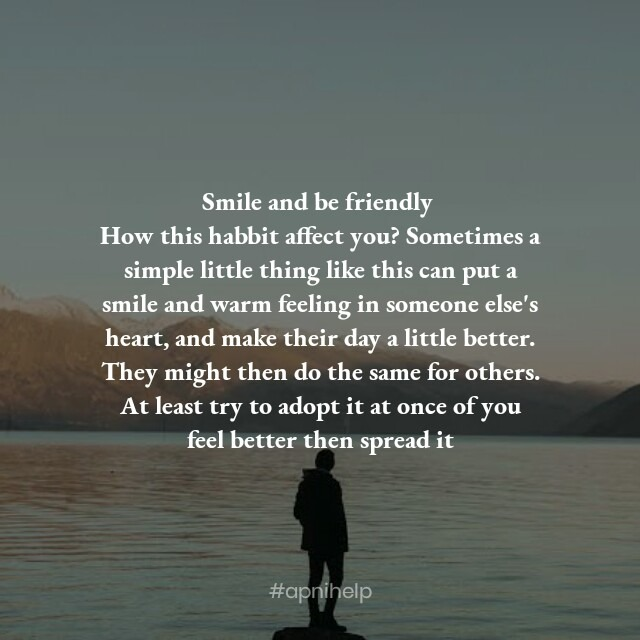 Smile and be friendly
How this habbit affect you? Sometimes a
simple little thing like this can put a
smile and warm feeling in someone else's
heart, and make their day a little better.
They might then do the same for others.
At least try to adopt it at once of you
feel better then spread it
#apnihelp